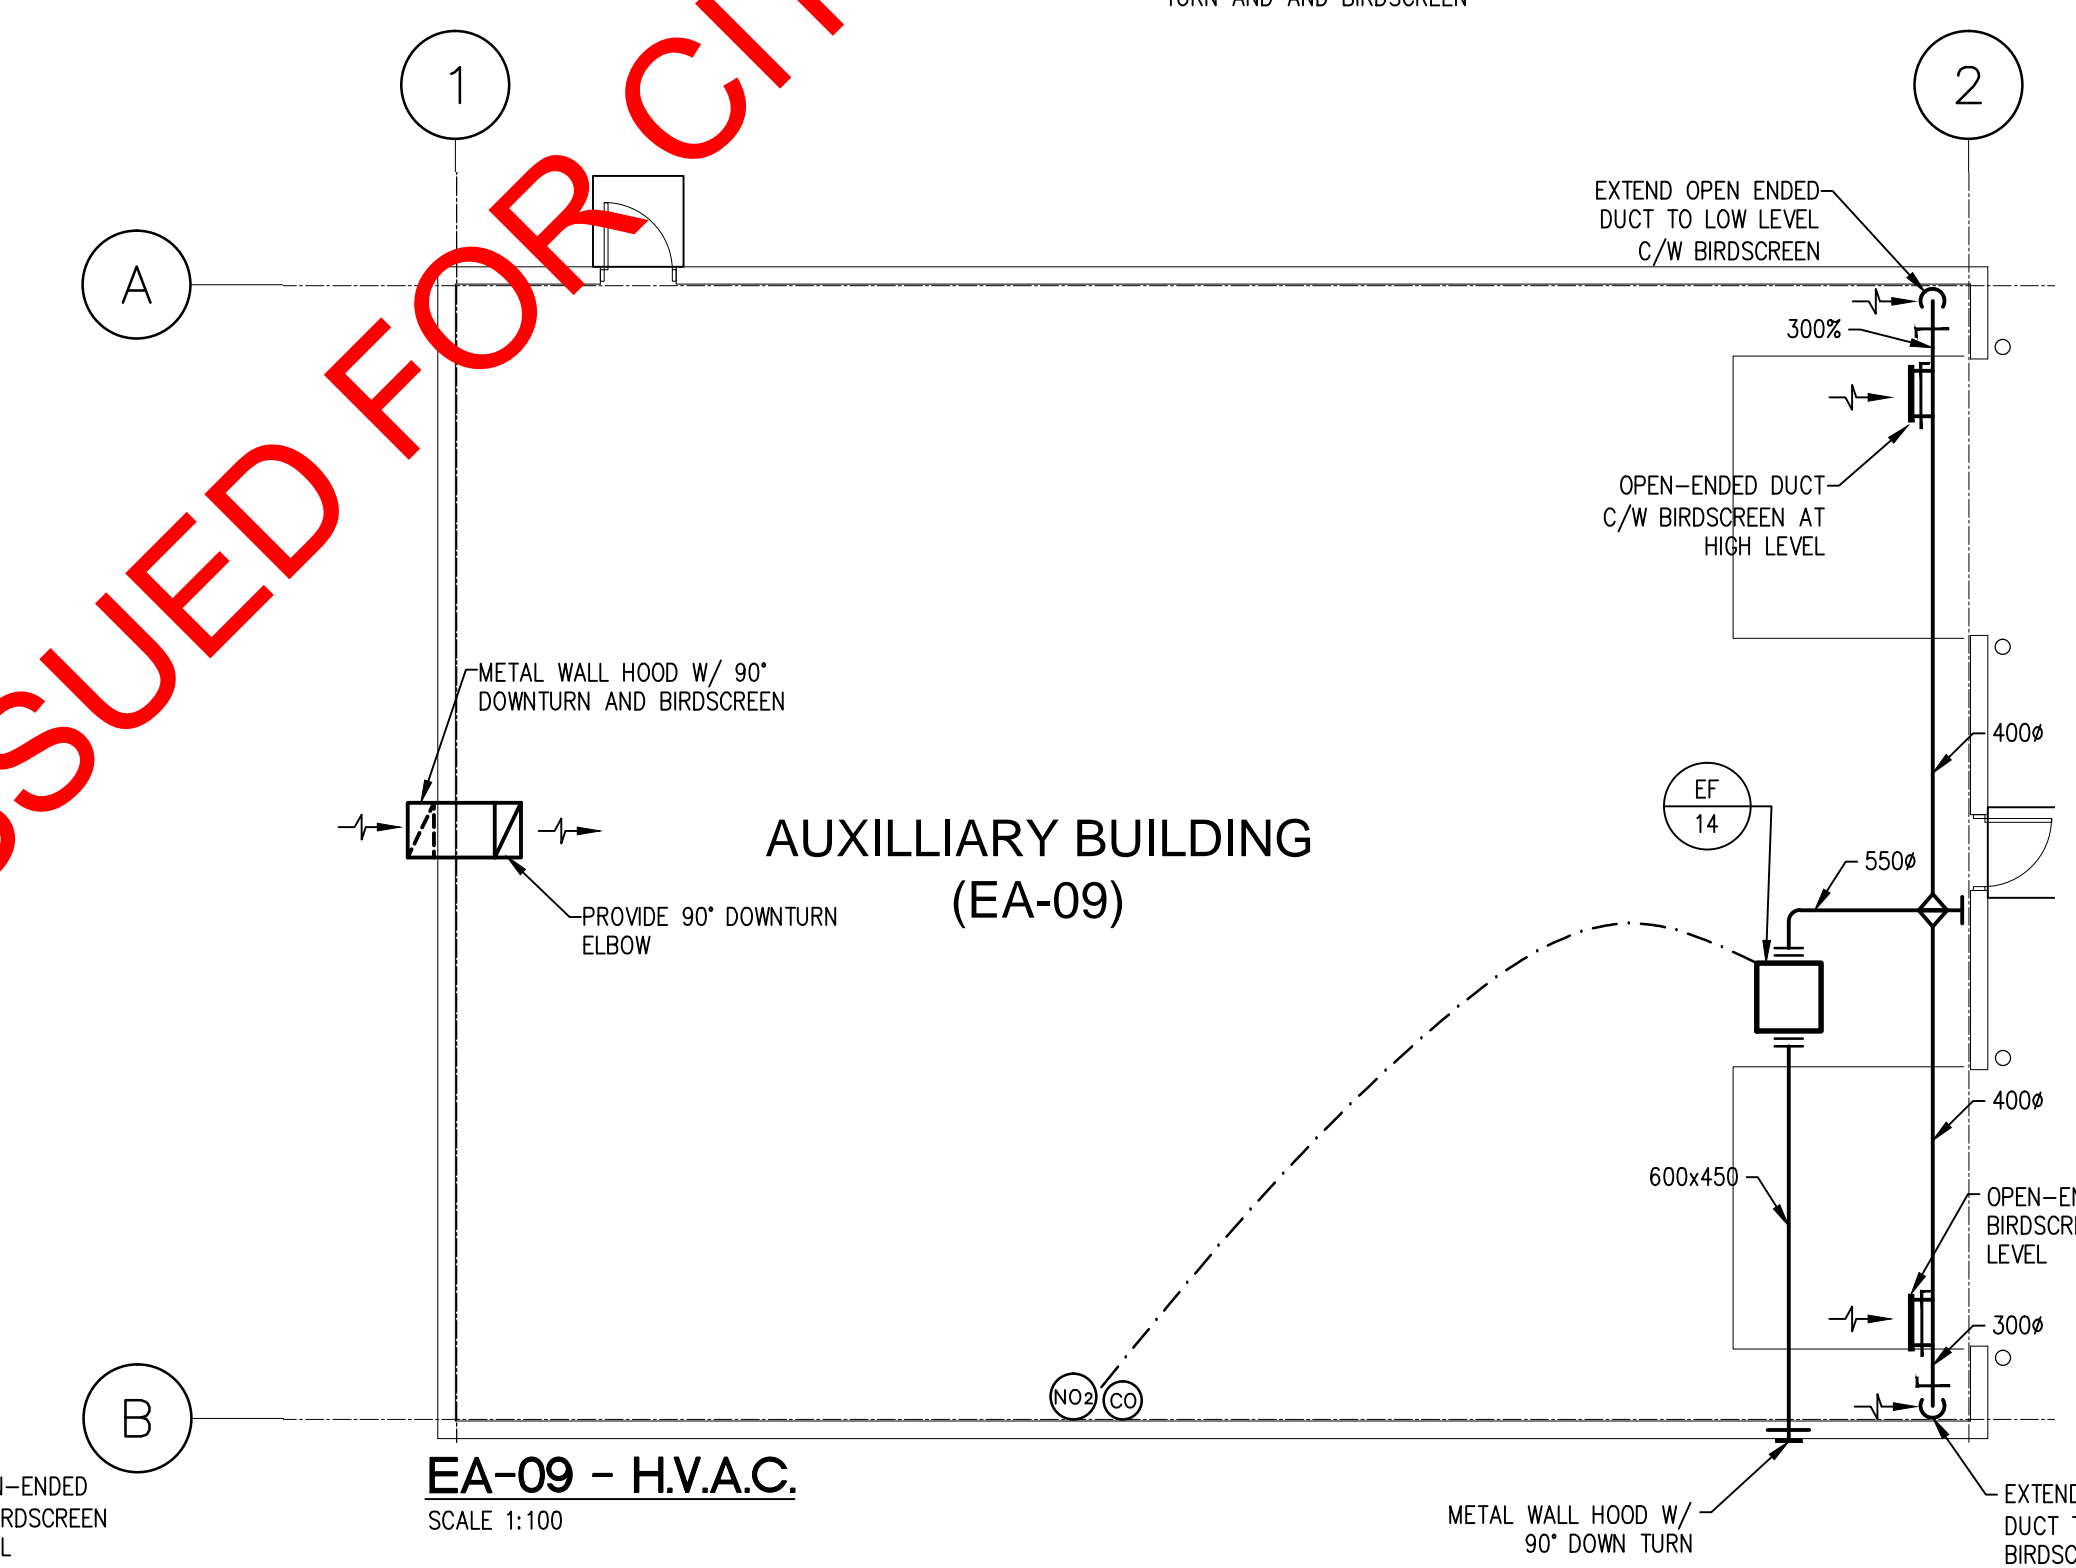 TURN AND AND BIRDSCREEN
1
2
A
ISSUED FOR CIT
EXTEND OPEN ENDED
DUCT TO LOW LEVEL
C/W BIRDSCREEN
300%
OPEN-ENDED DUCT
C/W BIRDSCREEN AT
HIGH LEVEL
METAL WALL HOOD W/ 90°
DOWNTURN AND BIRDSCREEN
400ø
EF
14
AUXILLIARY BUILDING
(EA-09)
550ø
PROVIDE 90° DOWNTURN
ELBOW
400ø
600x450
OPEN-EN
BIRDSCRE
LEVEL
300ø
NO2
CO
B
EA-09 - H.V.A.C.
SCALE 1:100
N-ENDED
RDSCREEN
L
METAL WALL HOOD W/
90° DOWN TURN
EXTEND
DUCT T
BIRDSC